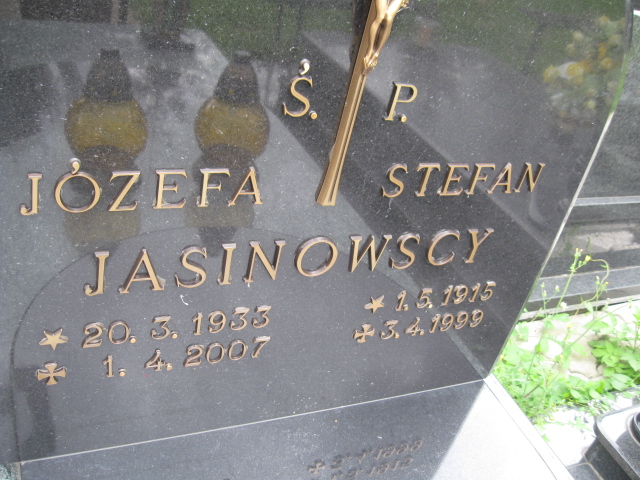 Ś. P.
JÓZEFA STEFAN
JASINOWSCY
20.3.1933 1.5.1915
1.4.2007 3.4.1999